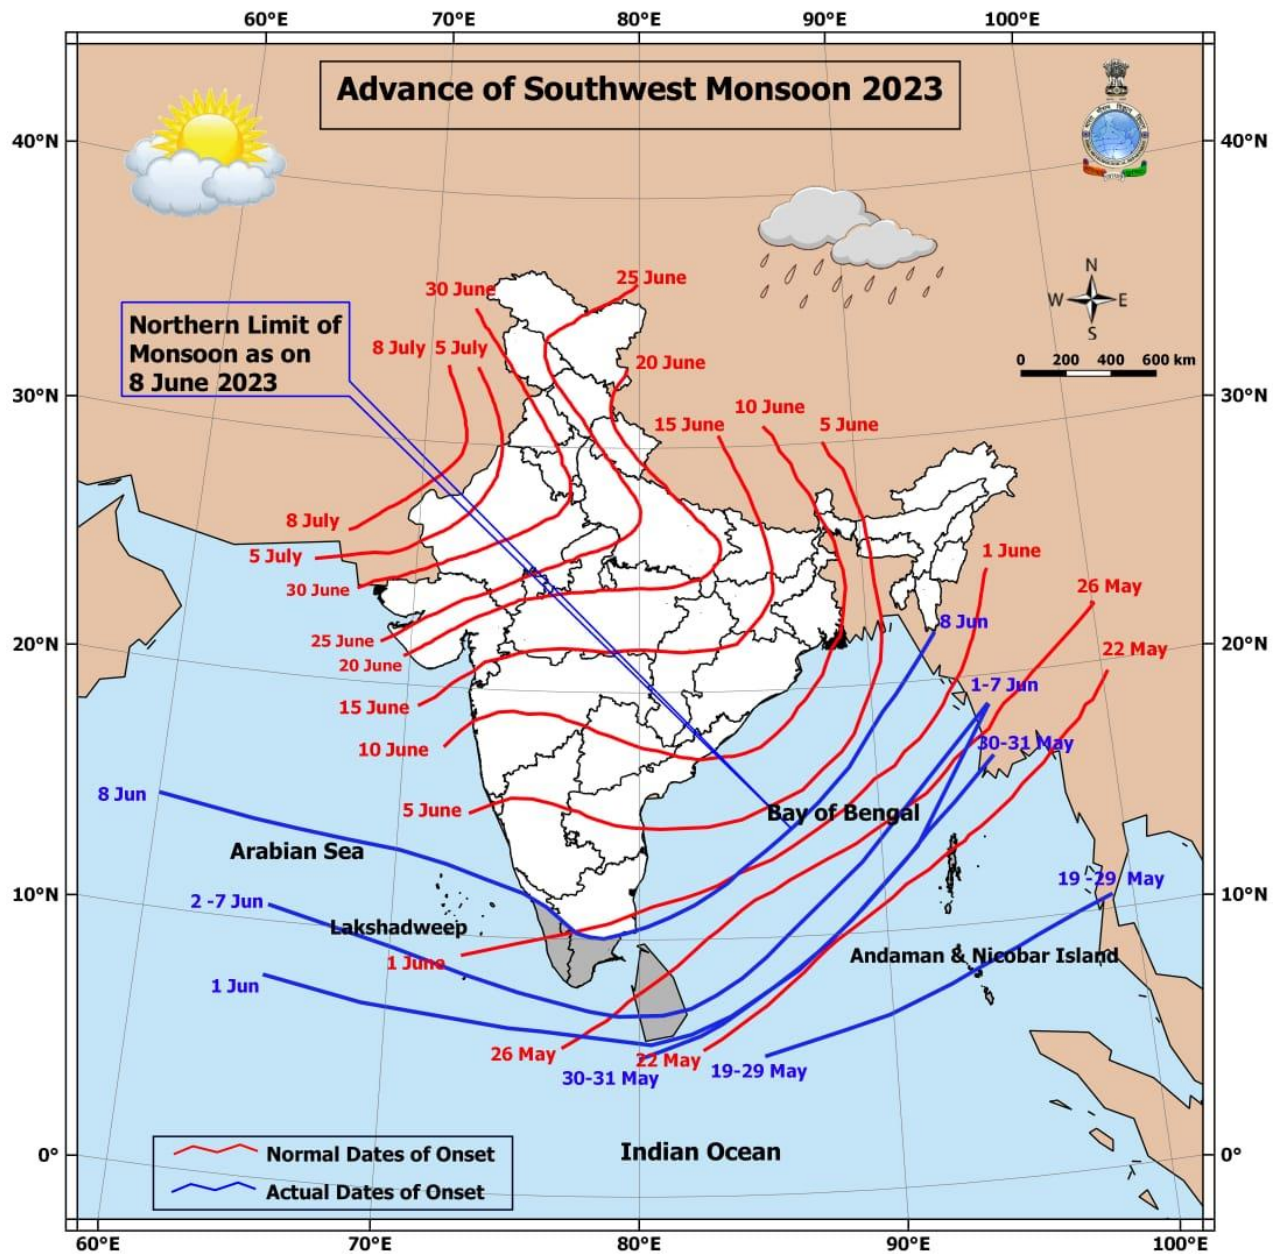 60°E 70°E 80°E 90°E 100°E
Advance of Southwest Monsoon 2023
40°N 40°N
N
W E
S
0 200 400 600 km
25 June
30 June
Northern Limit of
Monsoon as on
8 June 2023
8 July 5 July
20 June
30°N 30°N
10 June
15 June 5 June
8 July
5 July
1 June
30 June
26 May
8 Jun
25 June
20°N 20°N
22 May
20 June
1-7 Jun
15 June
30-31 May
10 June
8 Jun
5 June
Bay of Bengal
Arabian Sea
19 -29 May
10°N 10°N
2 -7 Jun
Lakshadweep
1 June
Andaman & Nicobar Island
1 Jun
26 May
22 May
30-31 May
19-29 May
Normal Dates of Onset
Indian Ocean
0° 0°
Actual Dates of Onset
60°E 70°E 80°E 90°E 100°E